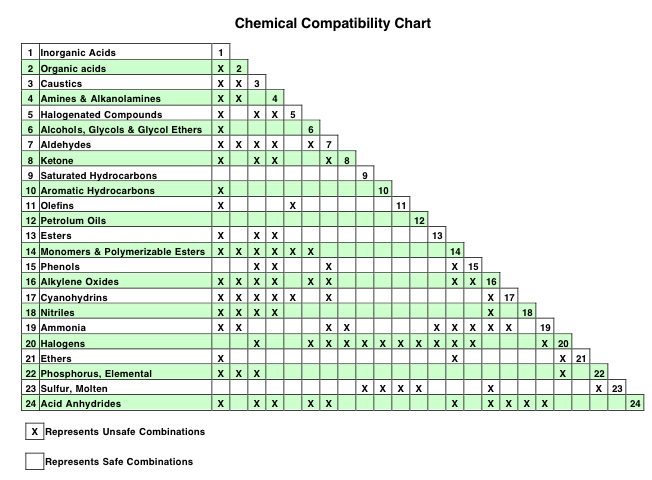 Chemical Compatibility Chart
1 Inorganic Acids 1
2 Organic acids X 2
3 Caustics X X 3
4 Amines & Alkanolamines X X 4
5 Halogenated Compounds X X X 5
6 Alcohols, Glycols & Glycol Ethers X 6
7 Aldehydes X X X X X 7
8 Ketone X X X X 8
9 Saturated Hydrocarbons 9
10 Aromatic Hydrocarbons X 10
11 Olefins X X 11
12 Petrolum Oils 12
13 Esters X X X 13
14 Monomers & Polymerizable Esters X X X X X X 14
15 Phenols X X X X 15
16 Alkylene Oxides X X X X X X X X 16
17 Cyanohydrins X X X X X X X 17
18 Nitriles X X X X X 18
19 Ammonia X X X X X X X X X 19
20 Halogens X X X X X X X X X X X X 20
21 Ethers X X X 21
22 Phosphorus, Elemental X X X X 22
23 Sulfur, Molten X X X X X X 23
24 Acid Anhydrides X X X X X X X X X X 24
X Represents Unsafe Combinations
Represents Safe Combinations